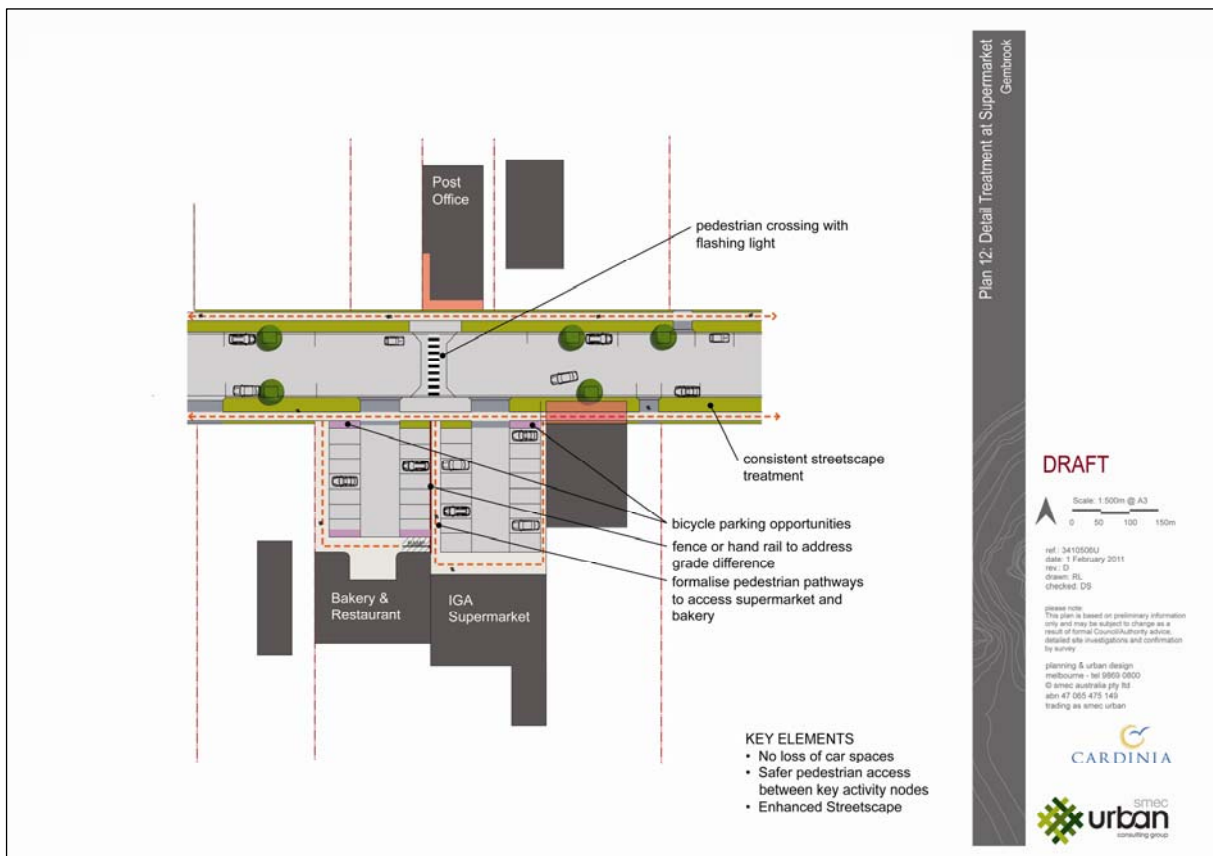 Plan 12: Detail Treatment at Supermarket
Gembrook
Post
Office
pedestrian crossing with
flashing light
consistent streetscape
treatment
bicycle parking opportunities
fence or hand rail to address
grade difference
formalise pedestrian pathways
to access supermarket and
bakery
Bakery &
Restaurant
IGA
Supermarket
KEY ELEMENTS
• No loss of car spaces
• Safer pedestrian access
between key activity nodes
• Enhanced Streetscape
DRAFT
Scale: 1:500m @ A3
0 50 100 150m
ref.: 3410506U
date: 1 February 2011
rev.: D
drawn: RL
checked: DS
please note:
This plan is based on preliminary information
only and may be subject to change as a
result of formal Council/Authority advice,
detailed site investigations and confirmation
by survey
planning & urban design
melbourne - tel 9869 0800
© smec australia pty ltd
abn 47 065 475 149
trading as smec urban
CARDINIA
smec
urban
consulting group